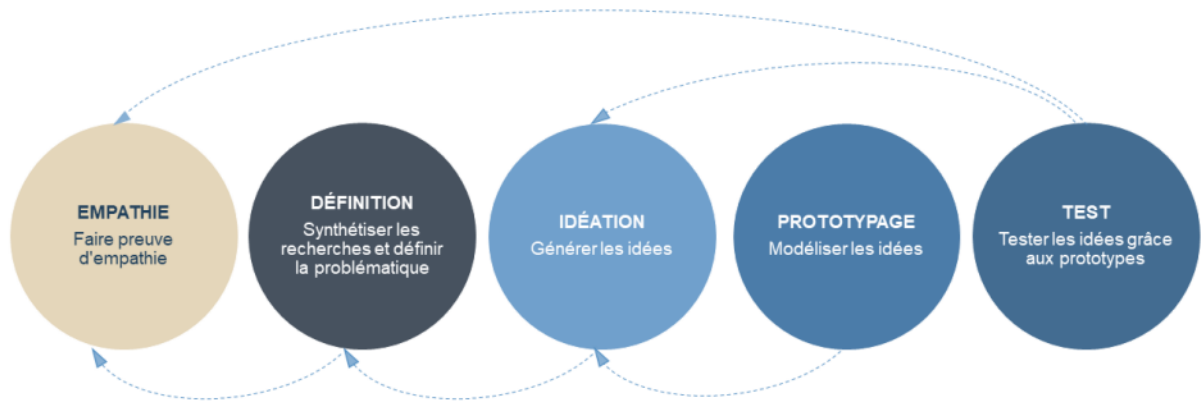 EMPATHIE
Faire preuve
d'empathie
DÉFINITION
Synthétiser les
recherches et définir
la problématique
IDÉATION
Générer les idées
PROTOTYPAGE
Modéliser les idées
TEST
Tester les idées grâce
aux prototypes